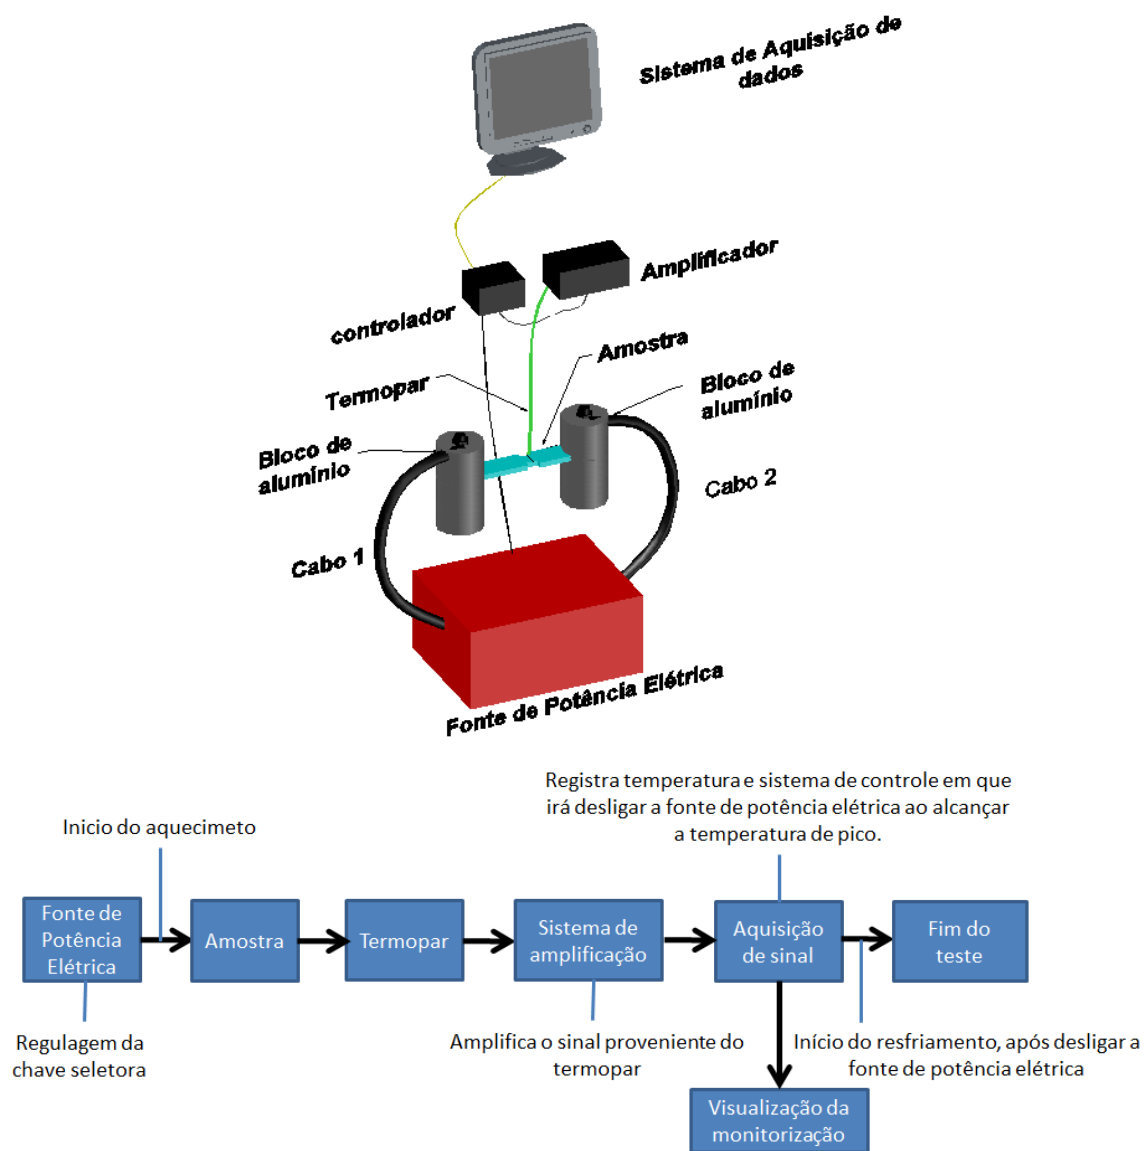 Sistema de Aquisição de
dados
Amplificador
controlador
Amostra
Termopar
Bloco de
alumínio
Bloco de
alumínio
Cabo 2
Cabo 1
Fonte de Potência Elétrica
Registra temperatura e sistema de controle em que
irá desligar a fonte de potência elétrica ao alcançar
a temperatura de pico.
Inicio do aquecimeto
Fonte de
Potência
Elétrica
Amostra
Termopar
Sistema de
amplificação
Aquisição
de sinal
Fim do
teste
Regulagem da
chave seletora
Amplifica o sinal proveniente do
termopar
Início do resfriamento, após desligar a
fonte de potência elétrica
Visualização da
monitorização